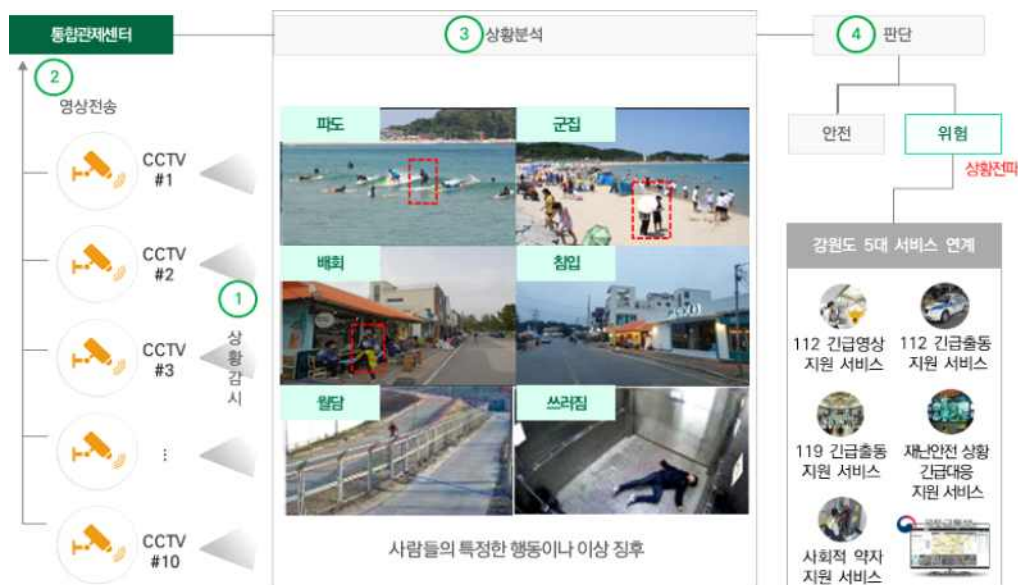 통합관제센터
3 상황분석
4 판단
2
영상전송
CCTV
#1
CCTV
#2
CCTV
#3
⋮
CCTV
#10
1
상황감시
파도
군집
배회
침입
월담
쓰러짐
사람들의 특정한 행동이나 이상 징후
안전
위험
상황전파
강원도 5대 서비스 연계
112 긴급영상
지원 서비스
112 긴급출동
지원 서비스
119 긴급출동
지원 서비스
재난안전 상황
긴급대응
지원 서비스
사회적 약자
지원 서비스
국토교통부